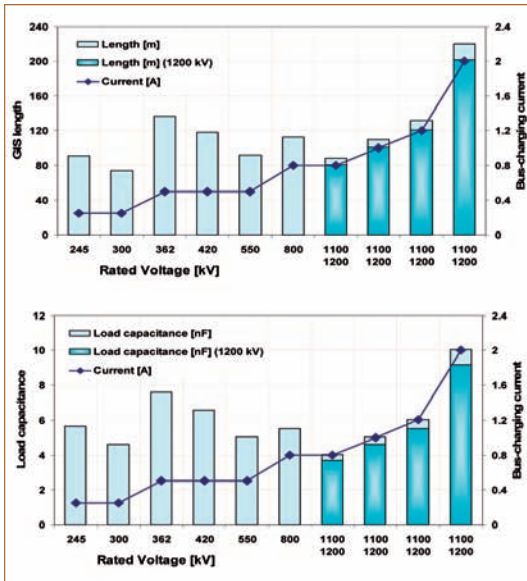 240
200
160
120
80
40
0
GIS length
Length [m]
Length [m] (1200 kV)
Current [A]
2.4
2
1.6
1.2
0.8
0.4
0
Bus-charging current
245 300 362 420 550 800 1100 1100 1100 1100
1200 1200 1200 1200
Rated Voltage [kV]
12
10
8
6
4
2
0
Load capacitance
Load capacitance [nF]
Load capacitance [nF] (1200 kV)
Current [A]
2.4
2
1.6
1.2
0.8
0.4
0
Bus-charging current
245 300 362 420 550 800 1100 1100 1100 1100
1200 1200 1200 1200
Rated Voltage [kV]